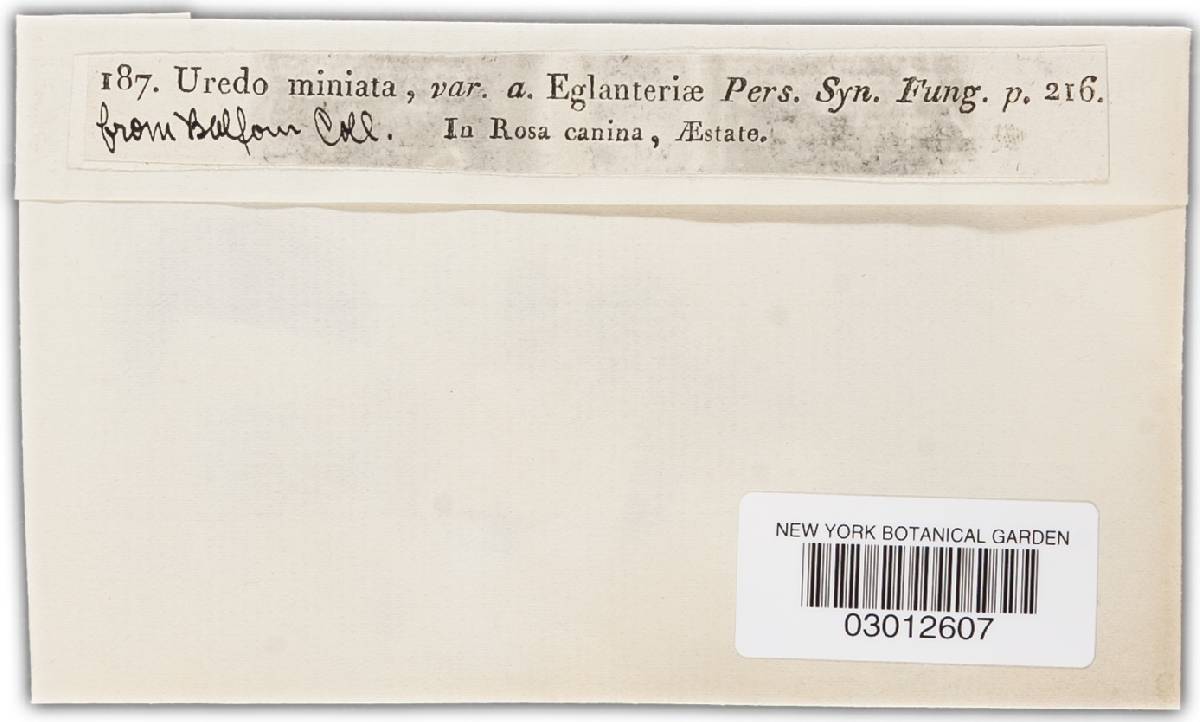 187. Uredo miniata, var. a. Eglanteriæ Pers. Syn. Fung. p. 216.
from Balfour Coll. In Rosa canina, Æstate.
NEW YORK BOTANICAL GARDEN
03012607